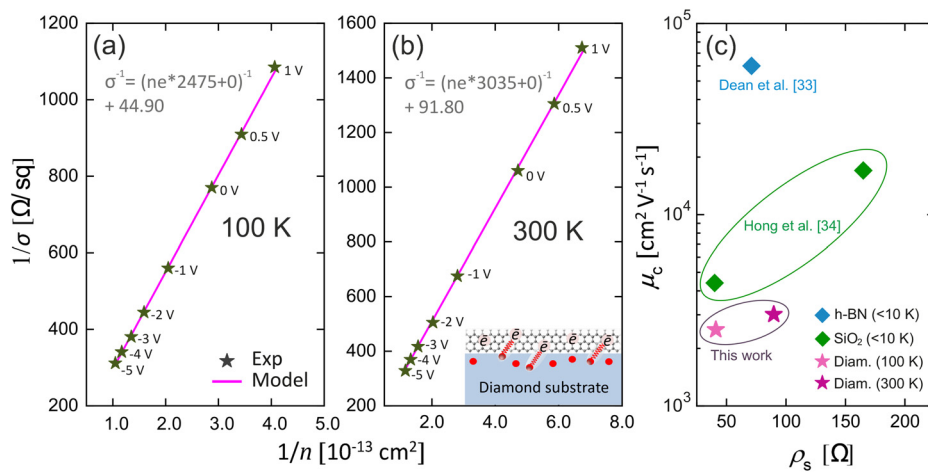 (a)
σ⁻¹ = (ne*2475+0)⁻¹
+ 44.90
1 V
0.5 V
0 V
-1 V
-2 V
-3 V
-4 V
-5 V
100 K
Exp
Model
1200
1000
800
600
400
200
1.0 2.0 3.0 4.0 5.0
1/σ [Ω/sq]
(b)
σ⁻¹ = (ne*3035+0)⁻¹
+ 91.80
1 V
0.5 V
0 V
-1 V
-2 V
-3 V
-4 V
-5 V
300 K
ē ē ē ē
Diamond substrate
1600
1400
1200
1000
800
600
400
200
0.0 2.0 4.0 6.0 8.0
1/n [10⁻¹³ cm²]
(c)
Dean et al. [33]
Hong et al. [34]
This work
h-BN (<10 K)
SiO₂ (<10 K)
Diam. (100 K)
Diam. (300 K)
10⁵
10⁴
10³
50 100 150 200
μc [cm² V⁻¹ s⁻¹]
ρs [Ω]